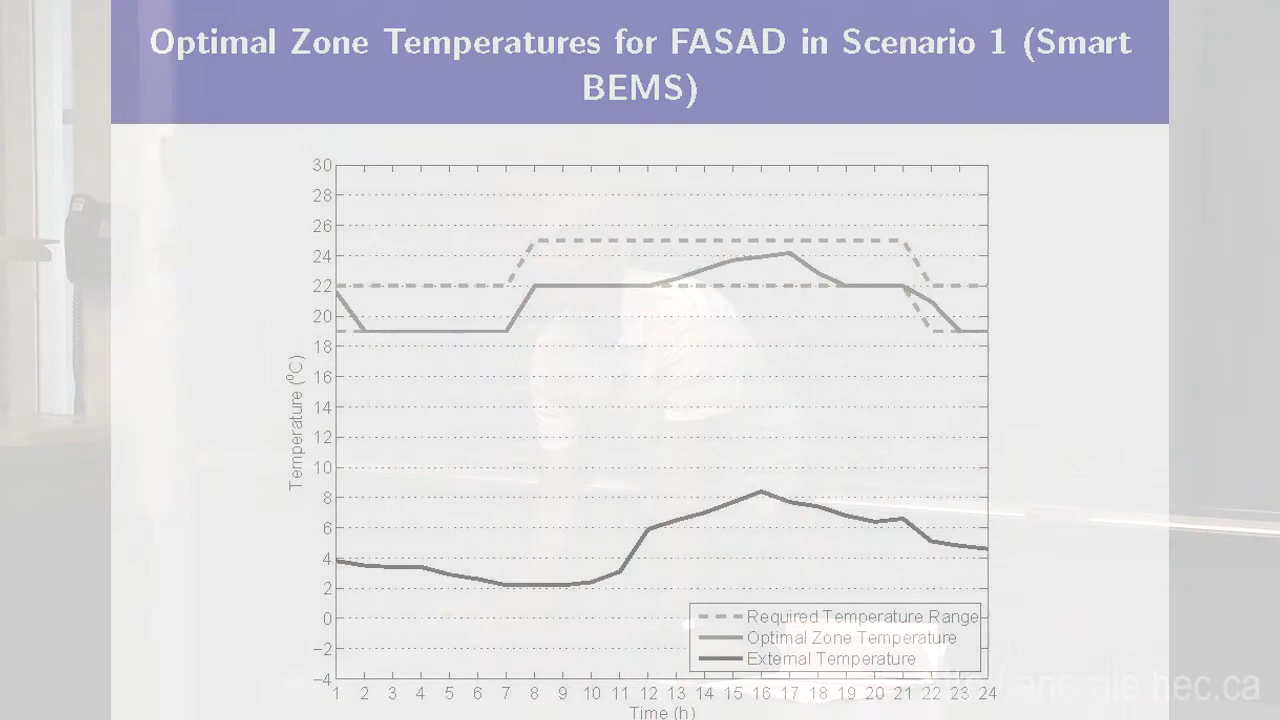 Optimal Zone Temperatures for FASAD in Scenario 1 (Smart
BEMS)
30
28
26
24
22
20
18
16
14
12
10
8
6
4
2
0
−2
−4
Temperature (⁰C)
Required Temperature Range
Optimal Zone Temperature
External Temperature
1 2 3 4 5 6 7 8 9 10 11 12 13 14 15 16 17 18 19 20 21 22 23 24
Time (h)